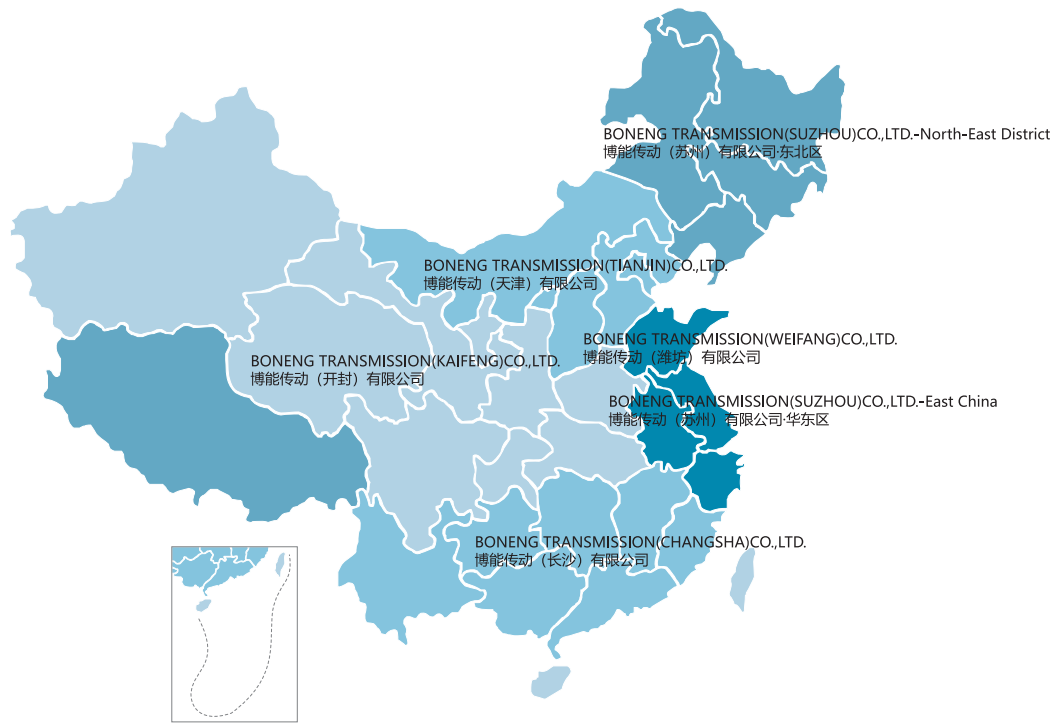 BONENG TRANSMISSION(SUZHOU)CO.,LTD.-North-East District
博能传动（苏州）有限公司·东北区
BONENG TRANSMISSION(TIANJIN)CO.,LTD.
博能传动（天津）有限公司
BONENG TRANSMISSION(WEIFANG)CO.,LTD.
博能传动（潍坊）有限公司
BONENG TRANSMISSION(KAIFENG)CO.,LTD.
博能传动（开封）有限公司
BONENG TRANSMISSION(SUZHOU)CO.,LTD.-East China
博能传动（苏州）有限公司·华东区
BONENG TRANSMISSION(CHANGSHA)CO.,LTD.
博能传动（长沙）有限公司